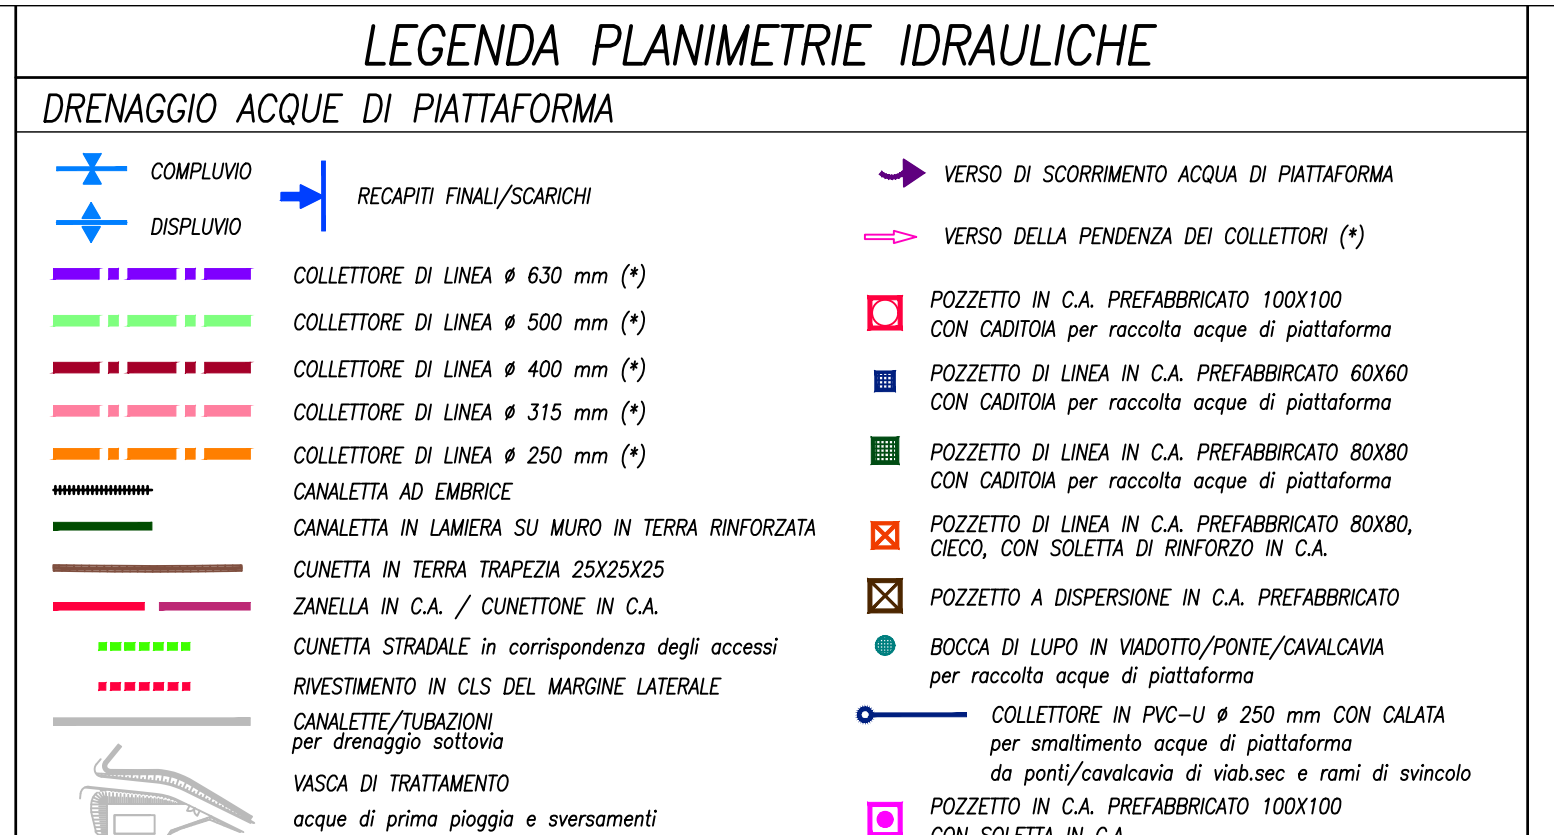 LEGENDA PLANIMETRIE IDRAULICHE
DRENAGGIO ACQUE DI PIATTAFORMA
COMPLUVIO
DISPLUVIO
RECAPITI FINALI/SCARICHI
COLLETTORE DI LINEA ø 630 mm (*)
COLLETTORE DI LINEA ø 500 mm (*)
COLLETTORE DI LINEA ø 400 mm (*)
COLLETTORE DI LINEA ø 315 mm (*)
COLLETTORE DI LINEA ø 250 mm (*)
CANALETTA AD EMBRICE
CANALETTA IN LAMIERA SU MURO IN TERRA RINFORZATA
CUNETTA IN TERRA TRAPEZIA 25X25X25
ZANELLA IN C.A. / CUNETTONE IN C.A.
CUNETTA STRADALE in corrispondenza degli accessi
RIVESTIMENTO IN CLS DEL MARGINE LATERALE
CANALETTE/TUBAZIONI
per drenaggio sottovia
VASCA DI TRATTAMENTO
acque di prima pioggia e sversamenti
VERSO DI SCORRIMENTO ACQUA DI PIATTAFORMA
VERSO DELLA PENDENZA DEI COLLETTORI (*)
POZZETTO IN C.A. PREFABBRICATO 100X100
CON CADITOIA per raccolta acque di piattaforma
POZZETTO DI LINEA IN C.A. PREFABBIRCATO 60X60
CON CADITOIA per raccolta acque di piattaforma
POZZETTO DI LINEA IN C.A. PREFABBIRCATO 80X80
CON CADITOIA per raccolta acque di piattaforma
POZZETTO DI LINEA IN C.A. PREFABBRICATO 80X80,
CIECO, CON SOLETTA DI RINFORZO IN C.A.
POZZETTO A DISPERSIONE IN C.A. PREFABBRICATO
BOCCA DI LUPO IN VIADOTTO/PONTE/CAVALCAVIA
per raccolta acque di piattaforma
COLLETTORE IN PVC-U ø 250 mm CON CALATA
per smaltimento acque di piattaforma
da ponti/cavalcavia di viab.sec e rami di svincolo
POZZETTO IN C.A. PREFABBRICATO 100X100
CON SOLETTA IN C.A.